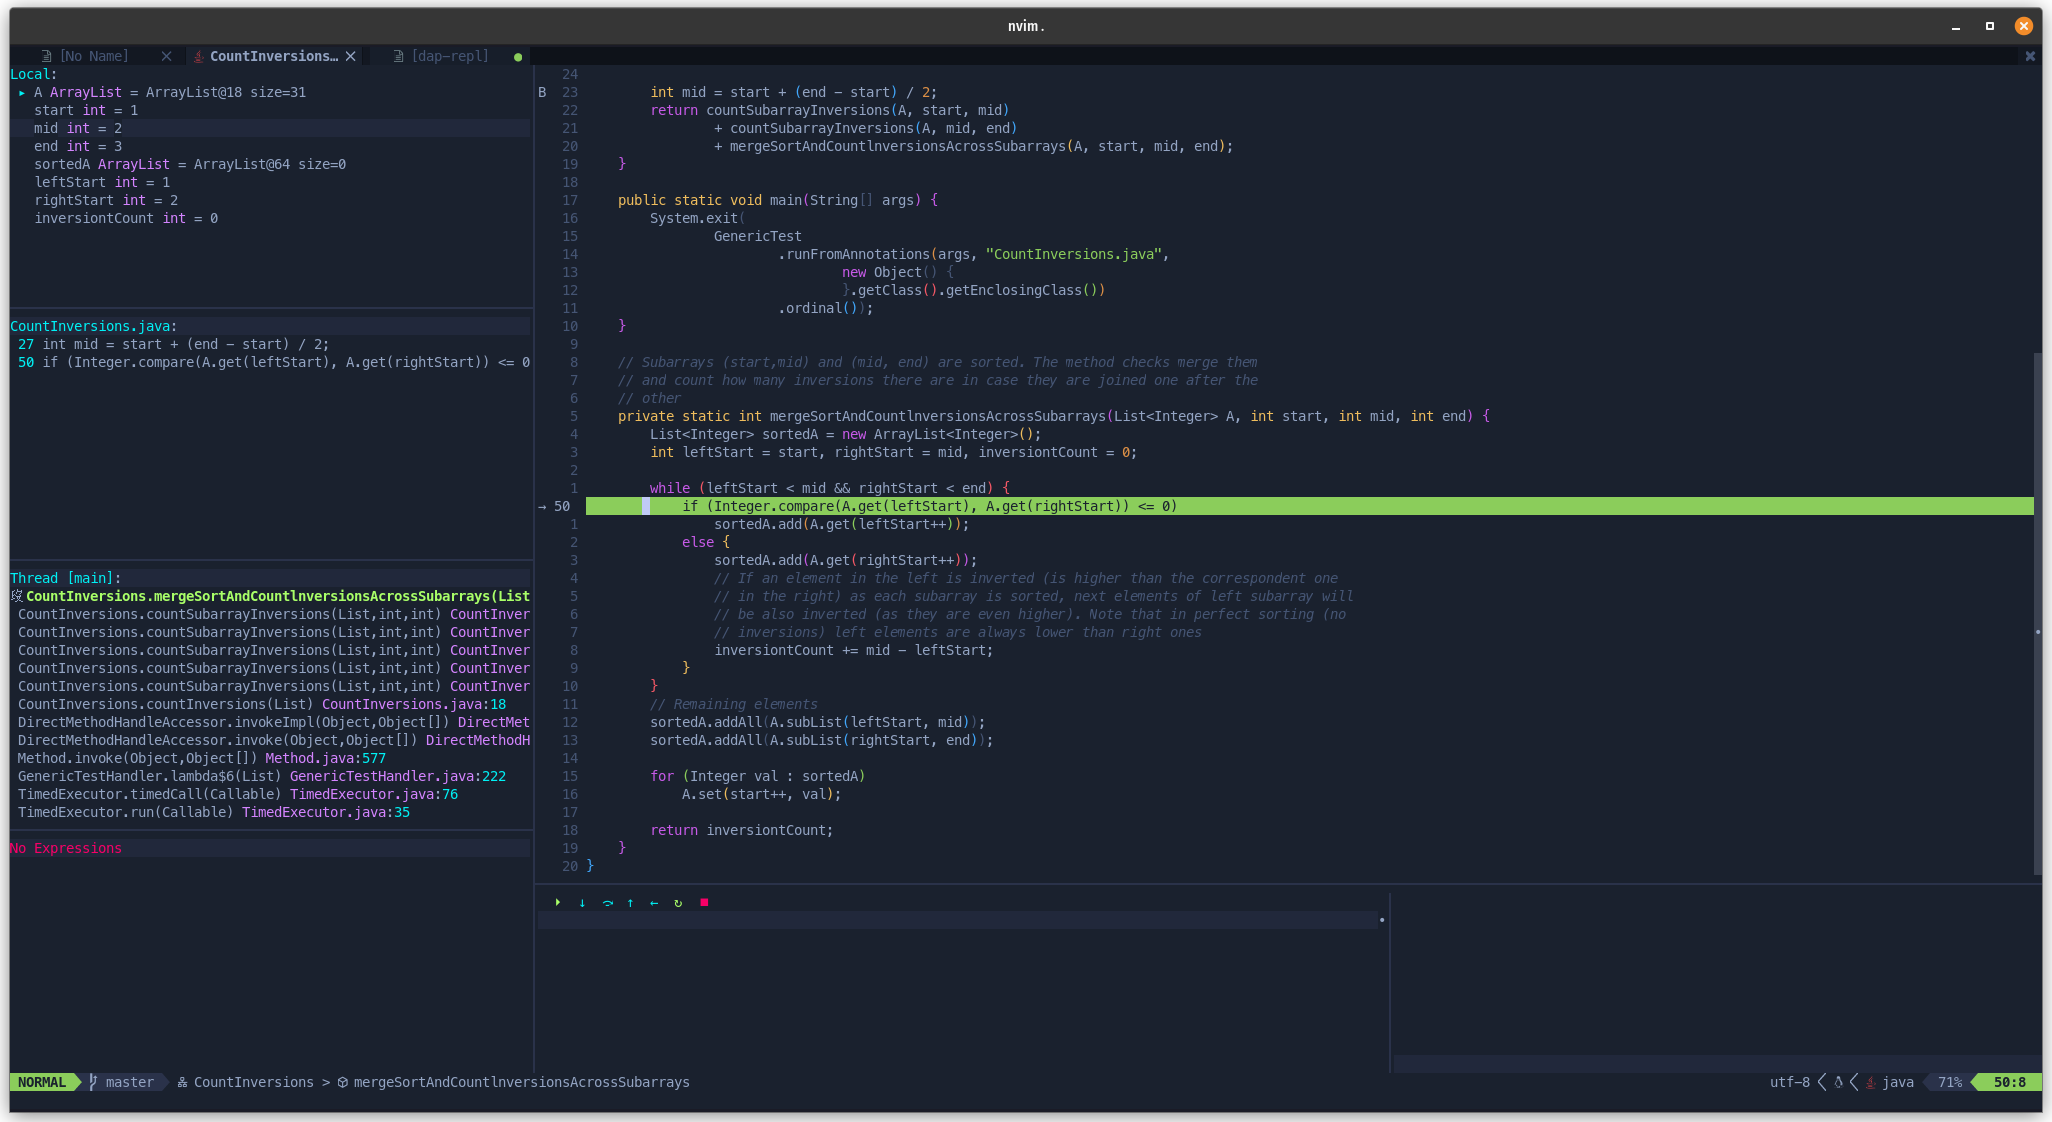 nvim.
[No Name] CountInversions… [dap-repl]
Local:
A ArrayList = ArrayList@18 size=31
start int = 1
mid int = 2
end int = 3
sortedA ArrayList = ArrayList@64 size=0
leftStart int = 1
rightStart int = 2
inversiontCount int = 0
CountInversions.java:
27 int mid = start + (end - start) / 2;
50 if (Integer.compare(A.get(leftStart), A.get(rightStart)) <= 0
Thread [main]:
CountInversions.mergeSortAndCountlnversionsAcrossSubarrays(List
CountInversions.countSubarrayInversions(List,int,int) CountInver
CountInversions.countSubarrayInversions(List,int,int) CountInver
CountInversions.countSubarrayInversions(List,int,int) CountInver
CountInversions.countSubarrayInversions(List,int,int) CountInver
CountInversions.countSubarrayInversions(List,int,int) CountInver
CountInversions.countInversions(List) CountInversions.java:18
DirectMethodHandleAccessor.invokeImpl(Object,Object[]) DirectMet
DirectMethodHandleAccessor.invoke(Object,Object[]) DirectMethodH
Method.invoke(Object,Object[]) Method.java:577
GenericTestHandler.lambda$6(List) GenericTestHandler.java:222
TimedExecutor.timedCall(Callable) TimedExecutor.java:76
TimedExecutor.run(Callable) TimedExecutor.java:35
No Expressions
24
B 23 int mid = start + (end - start) / 2;
22 return countSubarrayInversions(A, start, mid)
21 + countSubarrayInversions(A, mid, end)
20 + mergeSortAndCountlnversionsAcrossSubarrays(A, start, mid, end);
19 }
18
17 public static void main(String[] args) {
16 System.exit(
15 GenericTest
14 .runFromAnnotations(args, "CountInversions.java",
13 new Object() {
12 }.getClass().getEnclosingClass())
11 .ordinal());
10 }
9
8 // Subarrays (start,mid) and (mid, end) are sorted. The method checks merge them
7 // and count how many inversions there are in case they are joined one after the
6 // other
5 private static int mergeSortAndCountlnversionsAcrossSubarrays(List<Integer> A, int start, int mid, int end) {
4 List<Integer> sortedA = new ArrayList<Integer>();
3 int leftStart = start, rightStart = mid, inversiontCount = 0;
2
1 while (leftStart < mid && rightStart < end) {
→ 50 if (Integer.compare(A.get(leftStart), A.get(rightStart)) <= 0)
1 sortedA.add(A.get(leftStart++));
2 else {
3 sortedA.add(A.get(rightStart++));
4 // If an element in the left is inverted (is higher than the correspondent one
5 // in the right) as each subarray is sorted, next elements of left subarray will
6 // be also inverted (as they are even higher). Note that in perfect sorting (no
7 // inversions) left elements are always lower than right ones
8 inversiontCount += mid - leftStart;
9 }
10 }
11 // Remaining elements
12 sortedA.addAll(A.subList(leftStart, mid));
13 sortedA.addAll(A.subList(rightStart, end));
14
15 for (Integer val : sortedA)
16 A.set(start++, val);
17
18 return inversiontCount;
19 }
20 }
NORMAL master CountInversions > mergeSortAndCountlnversionsAcrossSubarrays utf-8 java 71% 50:8